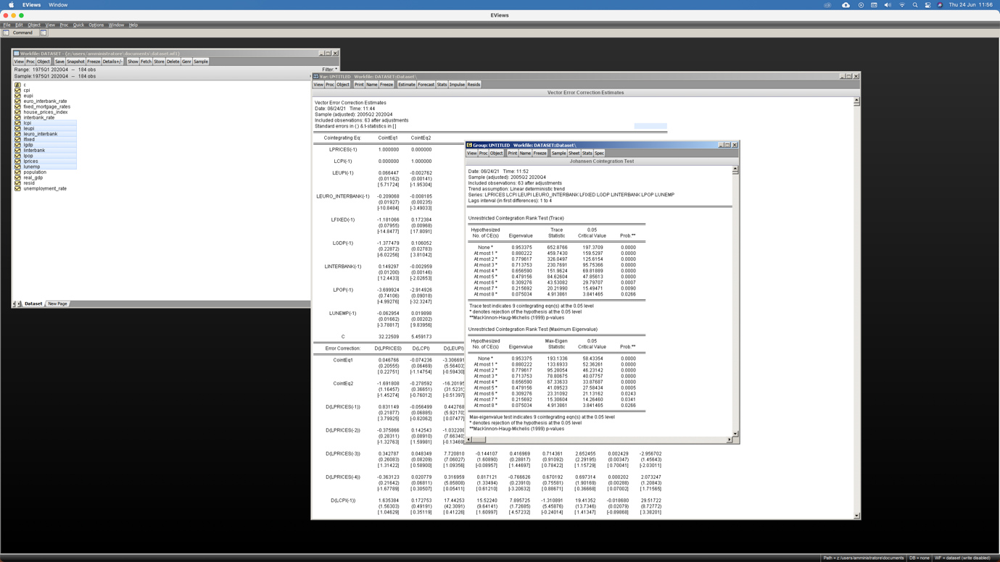 EViews Window
Thu 24 Jun 11:56
EViews
File Edit Object View Proc Quick Options Window Help
Command
Workfile: DATASET - (z:/users/amministratore\documents\dataset.wf1)
View Proc Object Save Snapshot Freeze Details+/- Show Fetch Store Delete Genr Sample
Range: 1975Q1 2020Q4 -- 184 obs
Filter: *
Sample: 1975Q1 2020Q4 -- 184 obs
c
cpi
eupi
euro_interbank_rate
fixed_mortgage_rates
house_prices_index
interbank_rate
lcpi
leupi
leuro_interbank
lfixed
lgdp
linterbank
lpop
lprices
lunemp
population
real_gdp
resid
unemployment_rate
Dataset New Page
Var: UNTITLED Workfile: DATASET::Dataset\
View Proc Object Print Name Freeze Estimate Forecast Stats Impulse Resids
Vector Error Correction Estimates
Vector Error Correction Estimates
Date: 06/24/21 Time: 11:44
Sample (adjusted): 2005Q2 2020Q4
Included observations: 63 after adjustments
Standard errors in ( ) & t-statistics in [ ]
Cointegrating Eq: CointEq1 CointEq2
LPRICES(-1) 1.000000 0.000000
LCPI(-1) 0.000000 1.000000
LEUPI(-1) 0.066447 -0.002762
(0.01162) (0.00141)
[ 5.71724] [-1.95304]
LEURO_INTERBANK(-1) -0.209068 -0.008185
(0.01927) (0.00235)
[-10.8484] [-3.49033]
LFIXED(-1) -1.181066 0.172384
(0.07955) (0.00968)
[-14.8477] [ 17.8091]
LGDP(-1) -1.377479 0.106052
(0.22872) (0.02783)
[-6.02256] [ 3.81042]
LINTERBANK(-1) 0.149297 -0.002959
(0.01200) (0.00146)
[ 12.4433] [-2.02653]
LPOP(-1) -3.699924 -2.914926
(0.74106) (0.09018)
[-4.99276] [-32.3247]
LUNEMP(-1) -0.062954 0.019898
(0.01662) (0.00202)
[-3.78817] [ 9.83956]
C 32.22509 5.459173
Error Correction: D(LPRICES) D(LCPI) D(LEUPI)
CointEq1 0.046766 -0.074236 -3.306691
(0.20555) (0.06469) (5.56403)
[ 0.22751] [-1.14754] [-0.59430]
CointEq2 -1.691808 -0.278592 -16.20195
(1.16457) (0.36651) (31.5231)
[-1.45274] [-0.76012] [-0.51397]
D(LPRICES(-1)) 0.831149 -0.056499 0.442768
(0.21877) (0.06885) (5.92170)
[ 3.79925] [-0.82062] [ 0.07477]
D(LPRICES(-2)) -0.375866 0.142543 -1.032208
(0.28311) (0.08910) (7.66340)
[-1.32763] [ 1.59981] [-0.13469]
D(LPRICES(-3)) 0.342787 0.048349 7.720810 -0.144107 0.416969 0.714361 2.652455 0.002429 -2.956702
(0.26083) (0.08209) (7.06027) (1.60890) (0.28817) (0.91092) (2.29195) (0.00347) (1.45643)
[ 1.31422] [ 0.58900] [ 1.09356] [-0.08957] [ 1.44697] [ 0.78422] [ 1.15729] [ 0.70041] [-2.03011]
D(LPRICES(-4)) -0.363123 0.020779 0.316959 0.817121 -0.766626 0.670192 0.697314 0.000202 2.073247
(0.21642) (0.06811) (5.85808) (1.33494) (0.23910) (0.75581) (1.90169) (0.00288) (1.20843)
[-1.67789] [ 0.30507] [ 0.05411] [ 0.61210] [-3.20632] [ 0.88671] [ 0.36668] [ 0.07002] [ 1.71565]
D(LCPI(-1)) 1.635384 0.172753 17.44253 15.52240 7.895725 -1.310891 19.41352 -0.018680 29.51722
(1.56303) (0.49191) (42.3091) (9.64141) (1.72685) (5.45876) (13.7346) (0.02079) (8.72772)
[ 1.04629] [ 0.35119] [ 0.41226] [ 1.60997] [ 4.57232] [-0.24014] [ 1.41347] [-0.89868] [ 3.38201]
Group: UNTITLED Workfile: DATASET::Dataset\
View Proc Object Print Name Freeze Sample Sheet Stats Spec
Johansen Cointegration Test
Date: 06/24/21 Time: 11:52
Sample (adjusted): 2005Q2 2020Q4
Included observations: 63 after adjustments
Trend assumption: Linear deterministic trend
Series: LPRICES LCPI LEUPI LEURO_INTERBANK LFIXED LGDP LINTERBANK LPOP LUNEMP
Lags interval (in first differences): 1 to 4
Unrestricted Cointegration Rank Test (Trace)
Hypothesized Trace 0.05
No. of CE(s) Eigenvalue Statistic Critical Value Prob.**
None * 0.953375 652.8766 197.3709 0.0000
At most 1 * 0.880222 459.7430 159.5297 0.0000
At most 2 * 0.779617 326.0497 125.6154 0.0000
At most 3 * 0.713753 230.7691 95.75366 0.0000
At most 4 * 0.656590 151.9624 69.81889 0.0000
At most 5 * 0.479156 84.62604 47.85613 0.0000
At most 6 * 0.309276 43.53082 29.79707 0.0007
At most 7 * 0.215692 20.21990 15.49471 0.0090
At most 8 * 0.075034 4.913861 3.841465 0.0266
Trace test indicates 9 cointegrating eqn(s) at the 0.05 level
* denotes rejection of the hypothesis at the 0.05 level
**MacKinnon-Haug-Michelis (1999) p-values
Unrestricted Cointegration Rank Test (Maximum Eigenvalue)
Hypothesized Max-Eigen 0.05
No. of CE(s) Eigenvalue Statistic Critical Value Prob.**
None * 0.953375 193.1336 58.43354 0.0000
At most 1 * 0.880222 133.6933 52.36261 0.0000
At most 2 * 0.779617 95.28054 46.23142 0.0000
At most 3 * 0.713753 78.80675 40.07757 0.0000
At most 4 * 0.656590 67.33633 33.87687 0.0000
At most 5 * 0.479156 41.09523 27.58434 0.0005
At most 6 * 0.309276 23.31092 21.13162 0.0243
At most 7 * 0.215692 15.30604 14.26460 0.0341
At most 8 * 0.075034 4.913861 3.841465 0.0266
Max-eigenvalue test indicates 9 cointegrating eqn(s) at the 0.05 level
* denotes rejection of the hypothesis at the 0.05 level
**MacKinnon-Haug-Michelis (1999) p-values
Path = z:/users/amministratore\documents DB = none WF = dataset (write disabled)